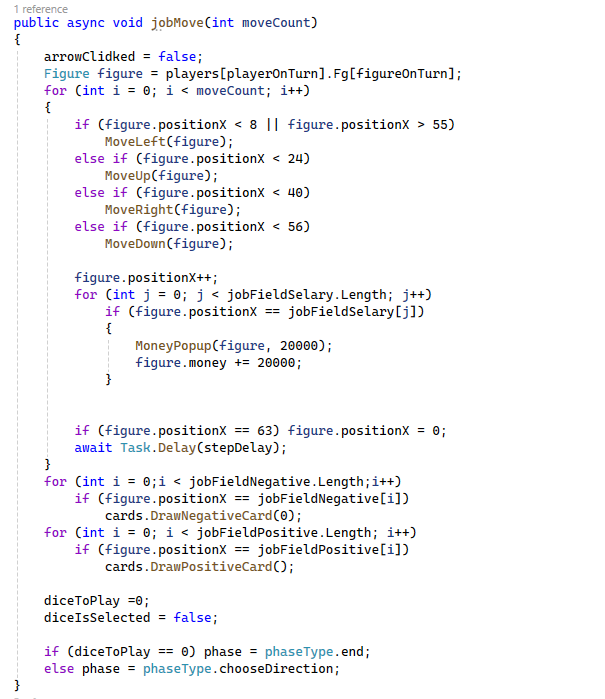 1 reference
public async void jobMove(int moveCount)
{
arrowClidked = false;
Figure figure = players[playerOnTurn].Fg[figureOnTurn];
for (int i = 0; i < moveCount; i++)
{
if (figure.positionX < 8 || figure.positionX > 55)
MoveLeft(figure);
else if (figure.positionX < 24)
MoveUp(figure);
else if (figure.positionX < 40)
MoveRight(figure);
else if (figure.positionX < 56)
MoveDown(figure);
figure.positionX++;
for (int j = 0; j < jobFieldSelary.Length; j++)
if (figure.positionX == jobFieldSelary[j])
{
MoneyPopup(figure, 20000);
figure.money += 20000;
}
if (figure.positionX == 63) figure.positionX = 0;
await Task.Delay(stepDelay);
}
for (int i = 0;i < jobFieldNegative.Length;i++)
if (figure.positionX == jobFieldNegative[i])
cards.DrawNegativeCard(0);
for (int i = 0; i < jobFieldPositive.Length; i++)
if (figure.positionX == jobFieldPositive[i])
cards.DrawPositiveCard();
diceToPlay =0;
diceIsSelected = false;
if (diceToPlay == 0) phase = phaseType.end;
else phase = phaseType.chooseDirection;
}